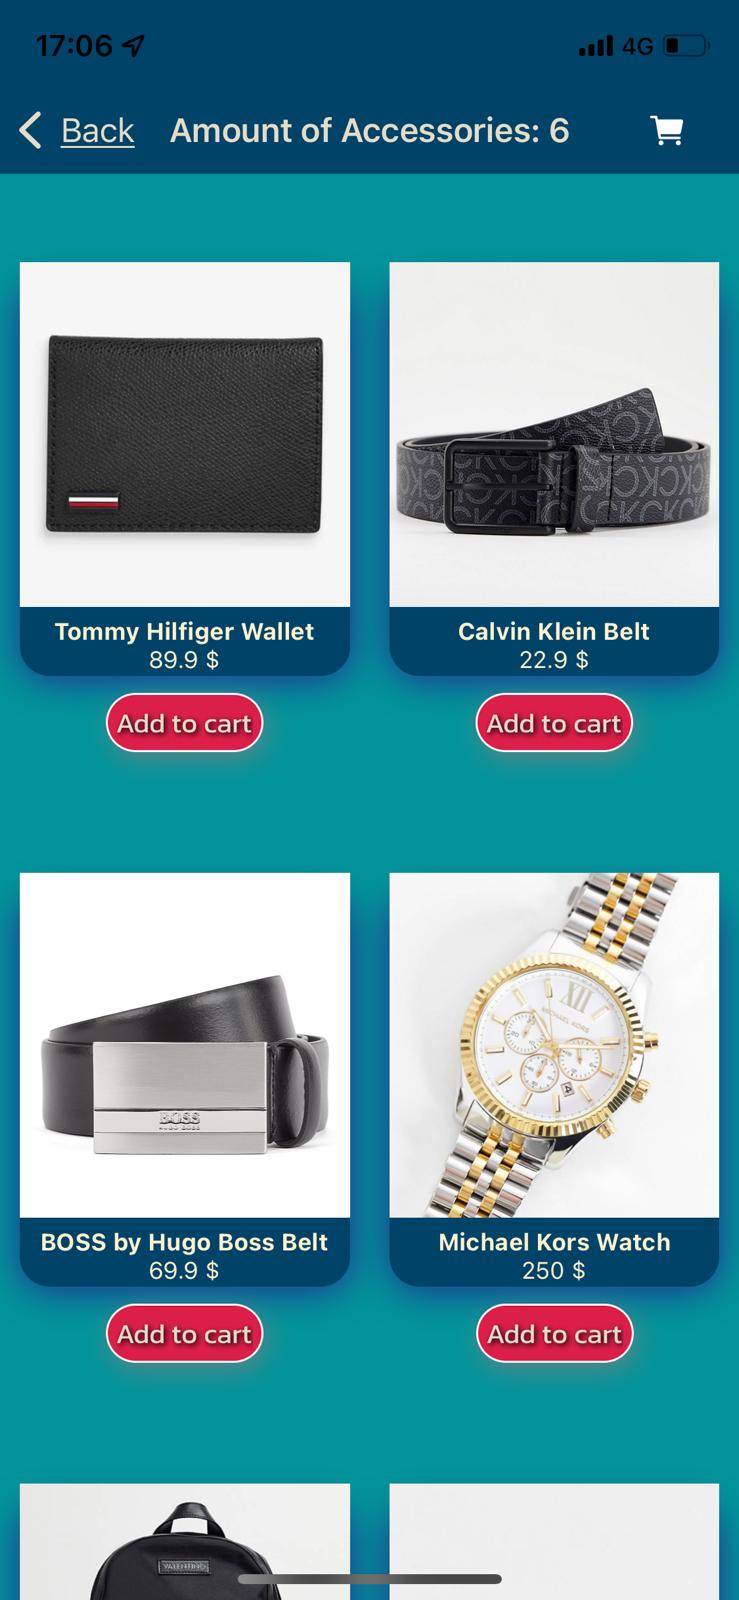 17:06
4G
Back
Amount of Accessories: 6
Tommy Hilfiger Wallet
89.9 $
Add to cart
Calvin Klein Belt
22.9 $
Add to cart
BOSS
HUGO BOSS
BOSS by Hugo Boss Belt
69.9 $
Add to cart
MICHAEL KORS
Michael Kors Watch
250 $
Add to cart
VALENTINO